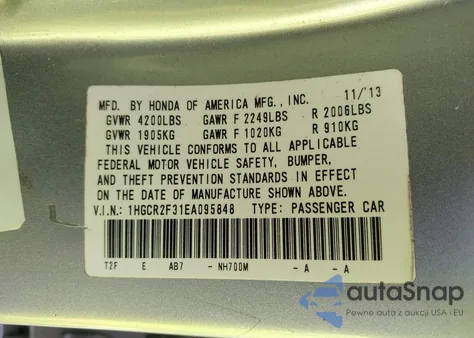 MFD. BY HONDA OF AMERICA MFG., INC. 11/'13
GVWR 4200LBS GAWR F 2249LBS R 2006LBS
GVWR 1905KG GAWR F 1020KG R 910KG
THIS VEHICLE CONFORMS TO ALL APPLICABLE
FEDERAL MOTOR VEHICLE SAFETY, BUMPER,
AND THEFT PREVENTION STANDARDS IN EFFECT
ON THE DATE OF MANUFACTURE SHOWN ABOVE.
V.I.N.: 1HGCR2F31EA095848 TYPE: PASSENGER CAR
T2F E AB7 - NH700M - A - A
autoSnap
Pewne auta z aukcji USA i EU